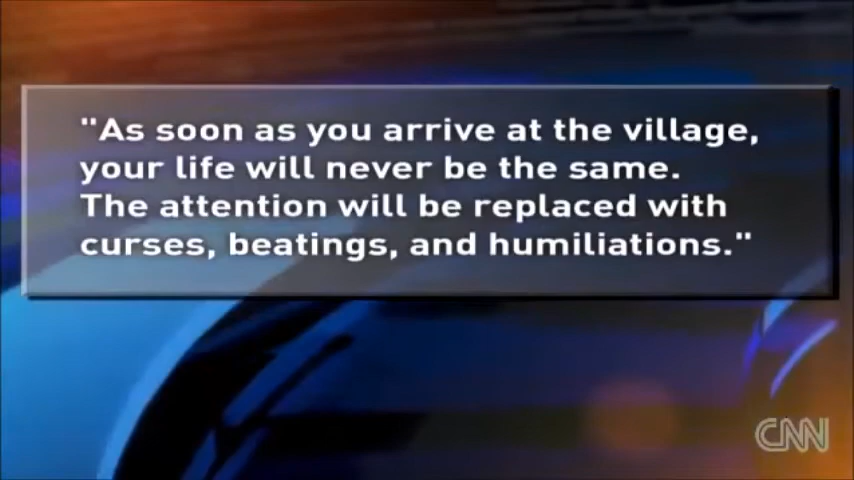 "As soon as you arrive at the village,
your life will never be the same.
The attention will be replaced with
curses, beatings, and humiliations."
CNN